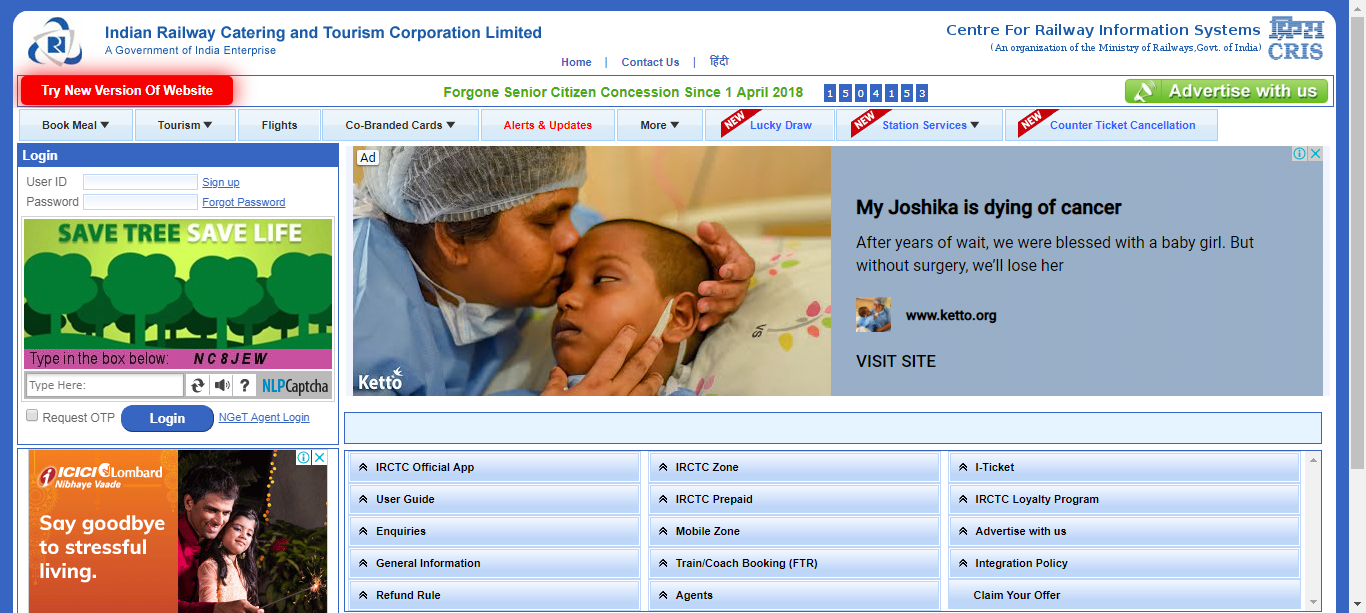 Indian Railway Catering and Tourism Corporation Limited
A Government of India Enterprise
Home | Contact Us | हिंदी
Centre For Railway Information Systems
(An organization of the Ministry of Railways,Govt. of India)
CRIS
Try New Version Of Website
Forgone Senior Citizen Concession Since 1 April 2018 1 5 0 4 1 5 3
Advertise with us
Book Meal
Tourism
Flights
Co-Branded Cards
Alerts & Updates
More
NEW Lucky Draw
NEW Station Services
NEW Counter Ticket Cancellation
Login
User ID
Sign up
Password
Forgot Password
SAVE TREE SAVE LIFE
Type in the box below: NC8JEW
Type Here:
? NLPCaptcha
Request OTP
Login
NGeT Agent Login
Ad
Ketto
My Joshika is dying of cancer
After years of wait, we were blessed with a baby girl. But
without surgery, we'll lose her
www.ketto.org
VISIT SITE
ICICI Lombard
Nibhaye Vaade
Say goodbye
to stressful
living.
IRCTC Official App
IRCTC Zone
I-Ticket
User Guide
IRCTC Prepaid
IRCTC Loyalty Program
Enquiries
Mobile Zone
Advertise with us
General Information
Train/Coach Booking (FTR)
Integration Policy
Refund Rule
Agents
Claim Your Offer